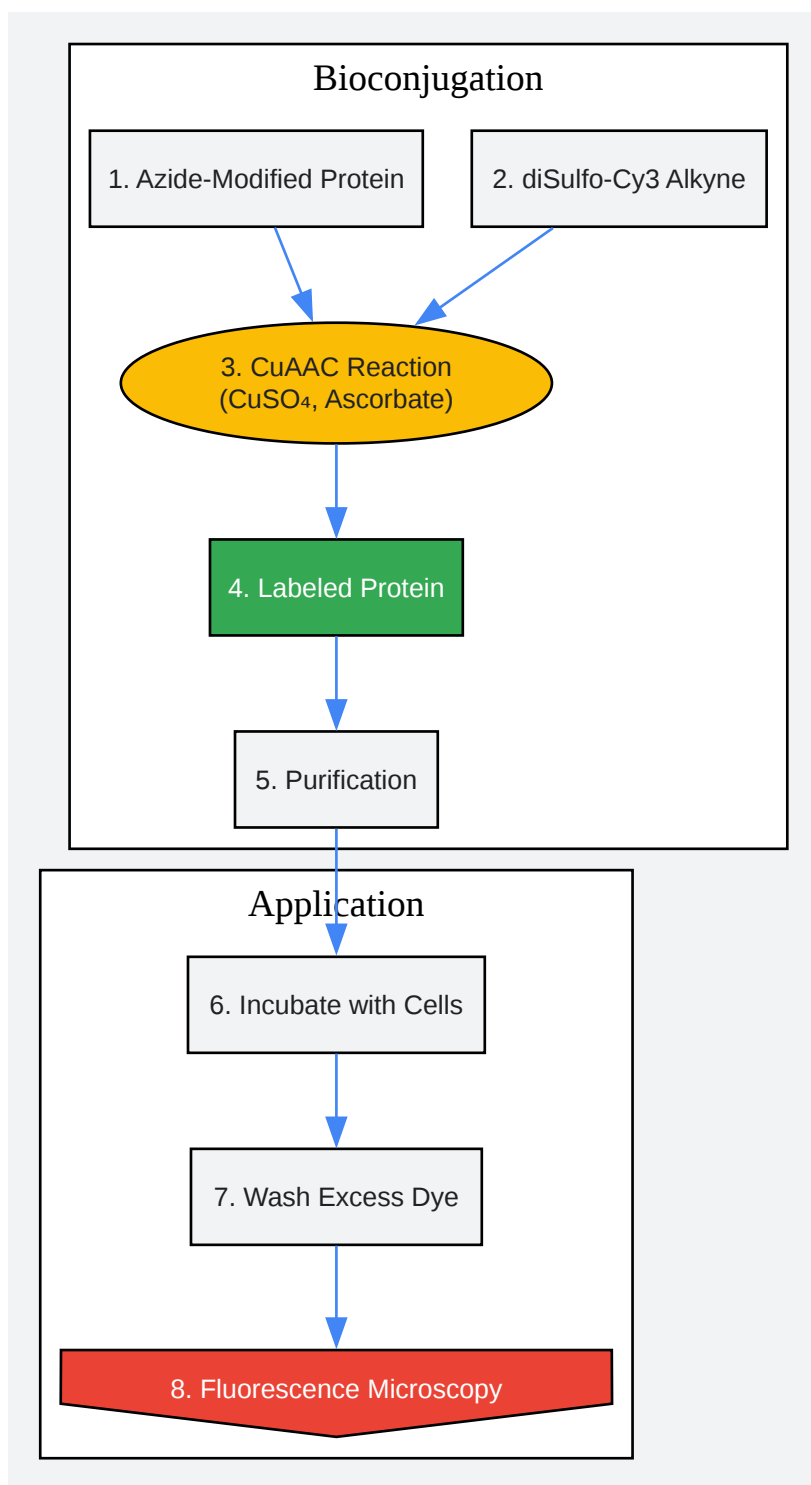 Bioconjugation
1. Azide-Modified Protein
2. diSulfo-Cy3 Alkyne
3. CuAAC Reaction
(CuSO₄, Ascorbate)
4. Labeled Protein
5. Purification
Application
6. Incubate with Cells
7. Wash Excess Dye
8. Fluorescence Microscopy